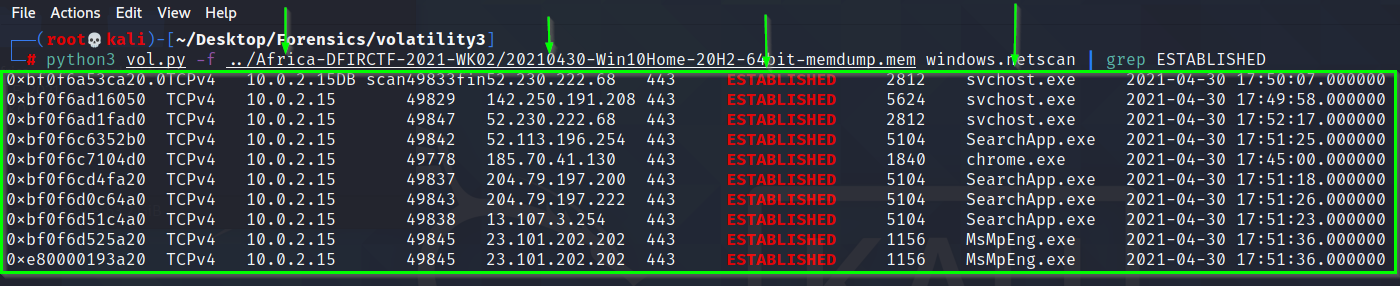 File Actions Edit View Help
(root💀kali)-[~/Desktop/Forensics/volatility3]
# python3 vol.py -f ../Africa-DFIRCTF-2021-WK02/20210430-Win10Home-20H2-64bit-memdump.mem windows.netscan | grep ESTABLISHED
0×bf0f6a53ca20.0TCPv4 10.0.2.15DB scan49833fin52.230.222.68 443 ESTABLISHED 2812 svchost.exe 2021-04-30 17:50:07.000000
0×bf0f6ad16050 TCPv4 10.0.2.15 49829 142.250.191.208 443 ESTABLISHED 5624 svchost.exe 2021-04-30 17:49:58.000000
0×bf0f6ad1fad0 TCPv4 10.0.2.15 49847 52.230.222.68 443 ESTABLISHED 2812 svchost.exe 2021-04-30 17:52:17.000000
0×bf0f6c6352b0 TCPv4 10.0.2.15 49842 52.113.196.254 443 ESTABLISHED 5104 SearchApp.exe 2021-04-30 17:51:25.000000
0×bf0f6c7104d0 TCPv4 10.0.2.15 49778 185.70.41.130 443 ESTABLISHED 1840 chrome.exe 2021-04-30 17:45:00.000000
0×bf0f6cd4fa20 TCPv4 10.0.2.15 49837 204.79.197.200 443 ESTABLISHED 5104 SearchApp.exe 2021-04-30 17:51:18.000000
0×bf0f6d0c64a0 TCPv4 10.0.2.15 49843 204.79.197.222 443 ESTABLISHED 5104 SearchApp.exe 2021-04-30 17:51:26.000000
0×bf0f6d51c4a0 TCPv4 10.0.2.15 49838 13.107.3.254 443 ESTABLISHED 5104 SearchApp.exe 2021-04-30 17:51:23.000000
0×bf0f6d525a20 TCPv4 10.0.2.15 49845 23.101.202.202 443 ESTABLISHED 1156 MsMpEng.exe 2021-04-30 17:51:36.000000
0×e80000193a20 TCPv4 10.0.2.15 49845 23.101.202.202 443 ESTABLISHED 1156 MsMpEng.exe 2021-04-30 17:51:36.000000